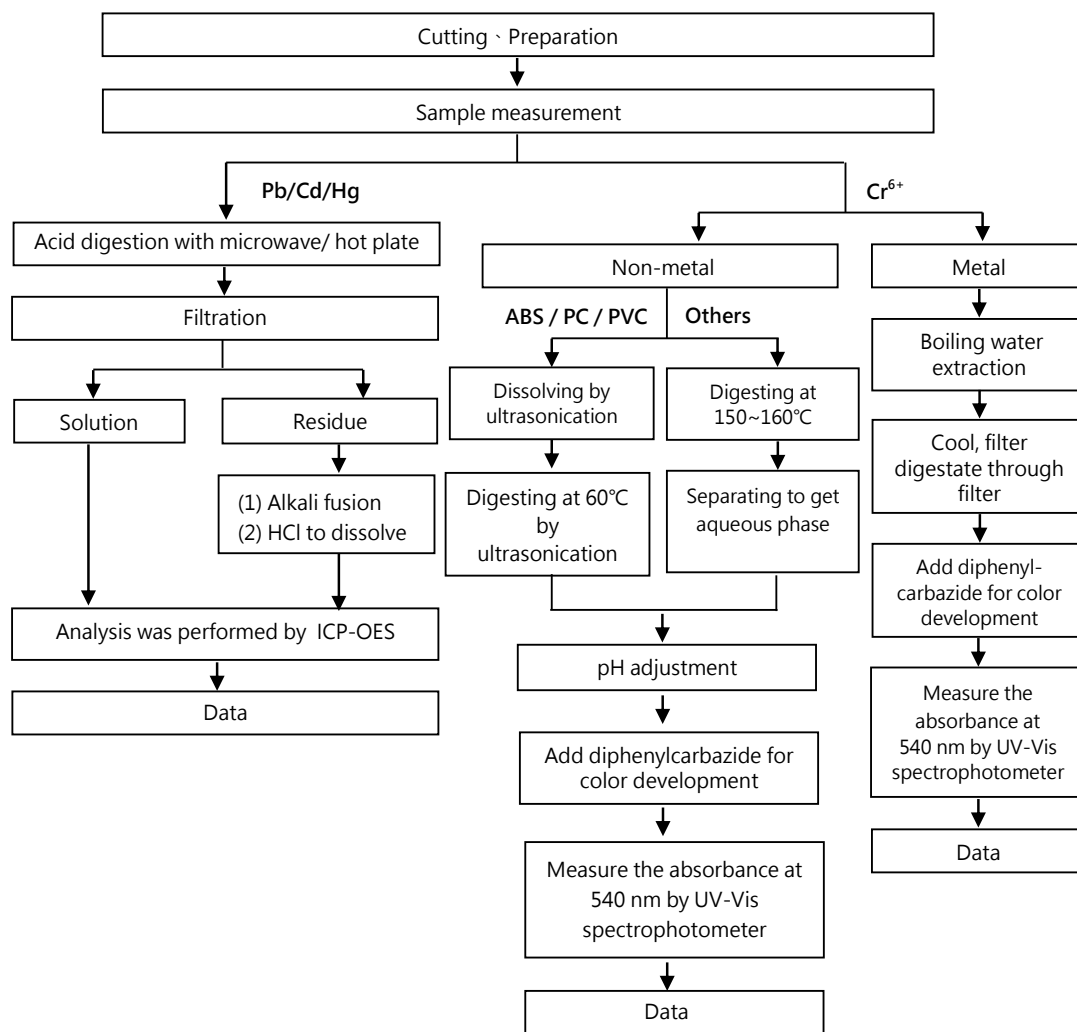 Cutting、Preparation
Sample measurement
Pb/Cd/Hg
Acid digestion with microwave/ hot plate
Filtration
Solution
Residue
(1) Alkali fusion
(2) HCl to dissolve
Analysis was performed by ICP-OES
Data
Cr⁶⁺
Non-metal
ABS / PC / PVC
Others
Dissolving by
ultrasonication
Digesting at
150~160℃
Digesting at 60℃
by
ultrasonication
Separating to get
aqueous phase
pH adjustment
Add diphenylcarbazide for
color development
Measure the absorbance at
540 nm by UV-Vis
spectrophotometer
Data
Metal
Boiling water
extraction
Cool, filter
digestate through
filter
Add diphenyl-
carbazide for color
development
Measure the
absorbance at
540 nm by UV-Vis
spectrophotometer
Data